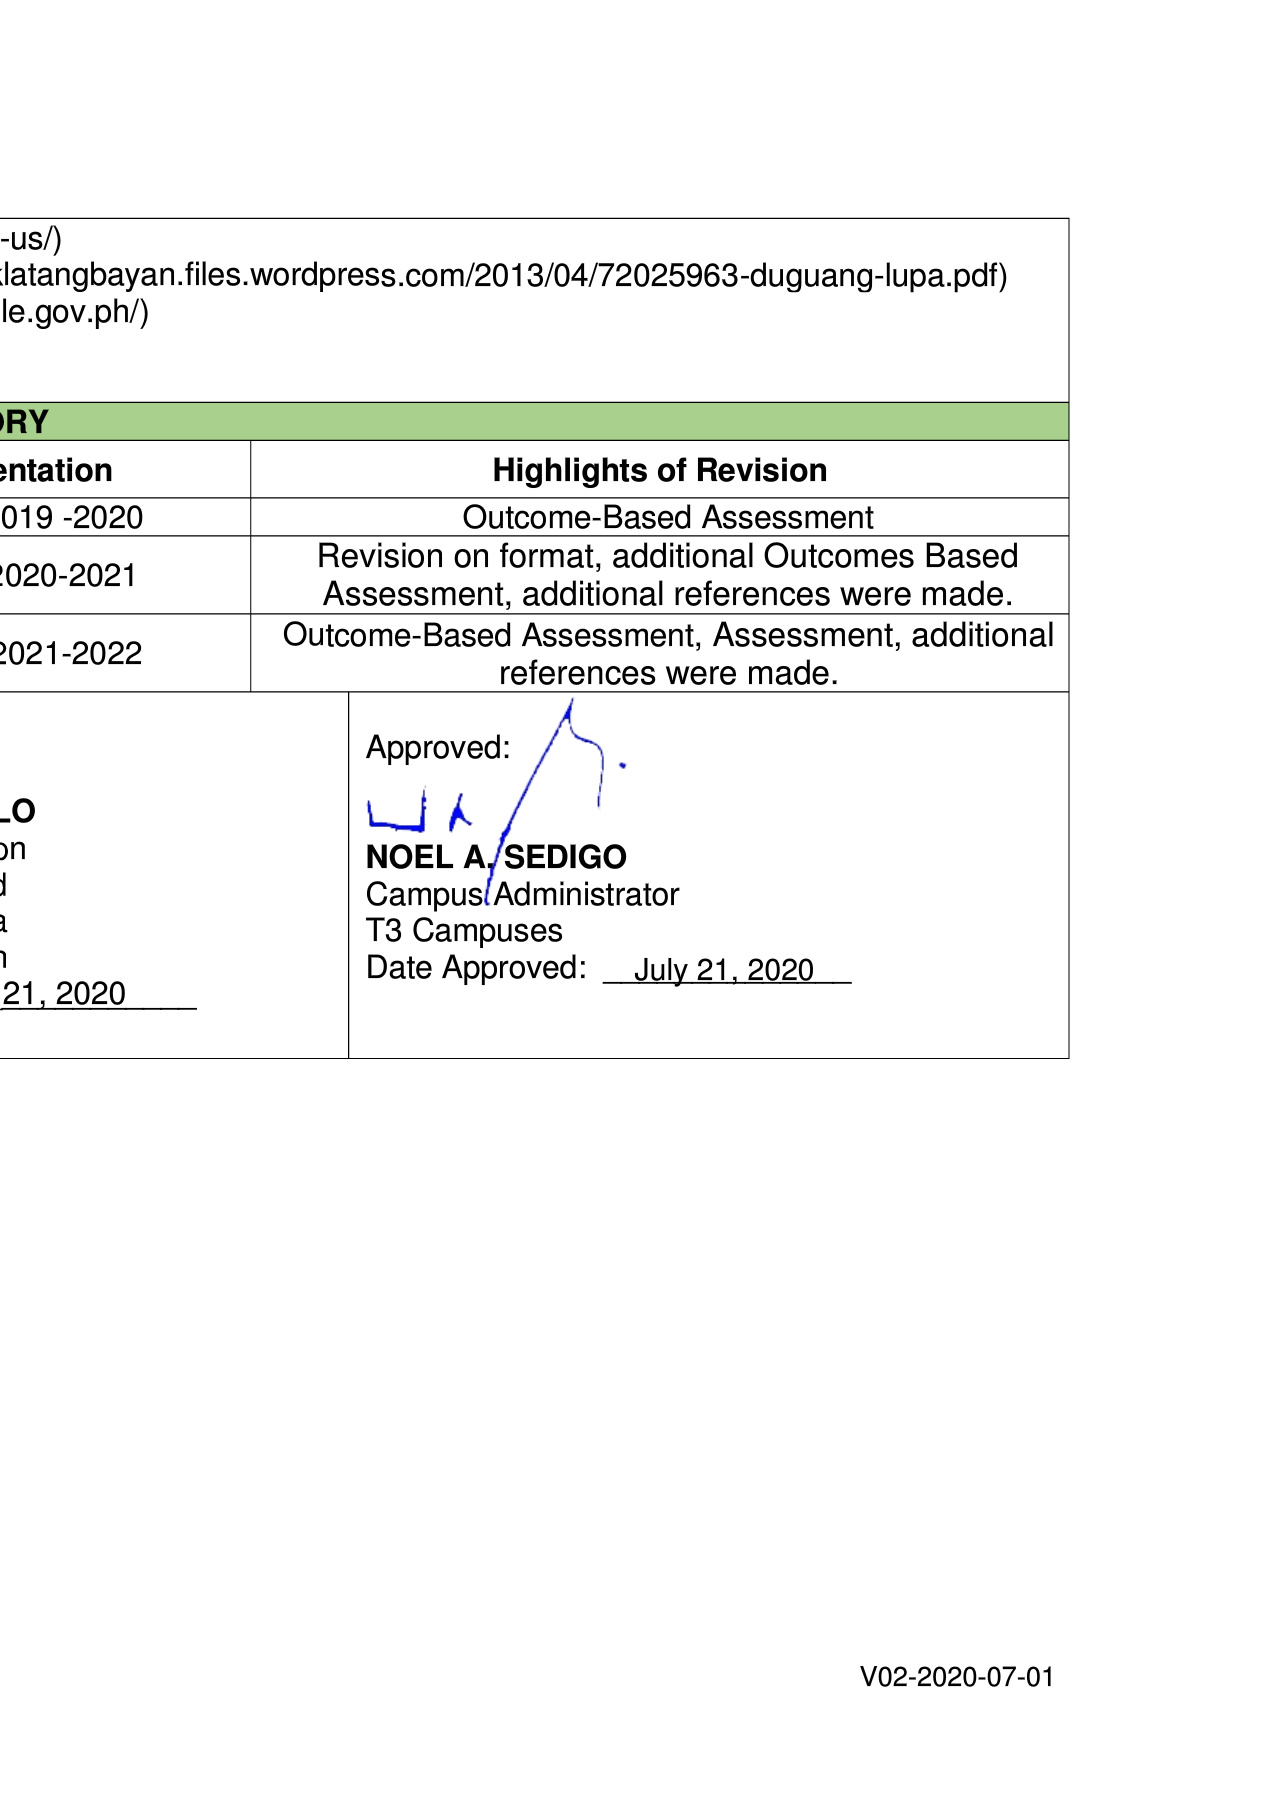 -us/)
klatangbayan.files.wordpress.com/2013/04/72025963-duguang-lupa.pdf)
le.gov.ph/)
ORY
entation
Highlights of Revision
019 -2020
Outcome-Based Assessment
2020-2021
Revision on format, additional Outcomes Based
Assessment, additional references were made.
2021-2022
Outcome-Based Assessment, Assessment, additional
references were made.
LO
on
d
a
n
21, 2020
Approved:
NOEL A. SEDIGO
Campus Administrator
T3 Campuses
Date Approved: July 21, 2020
V02-2020-07-01